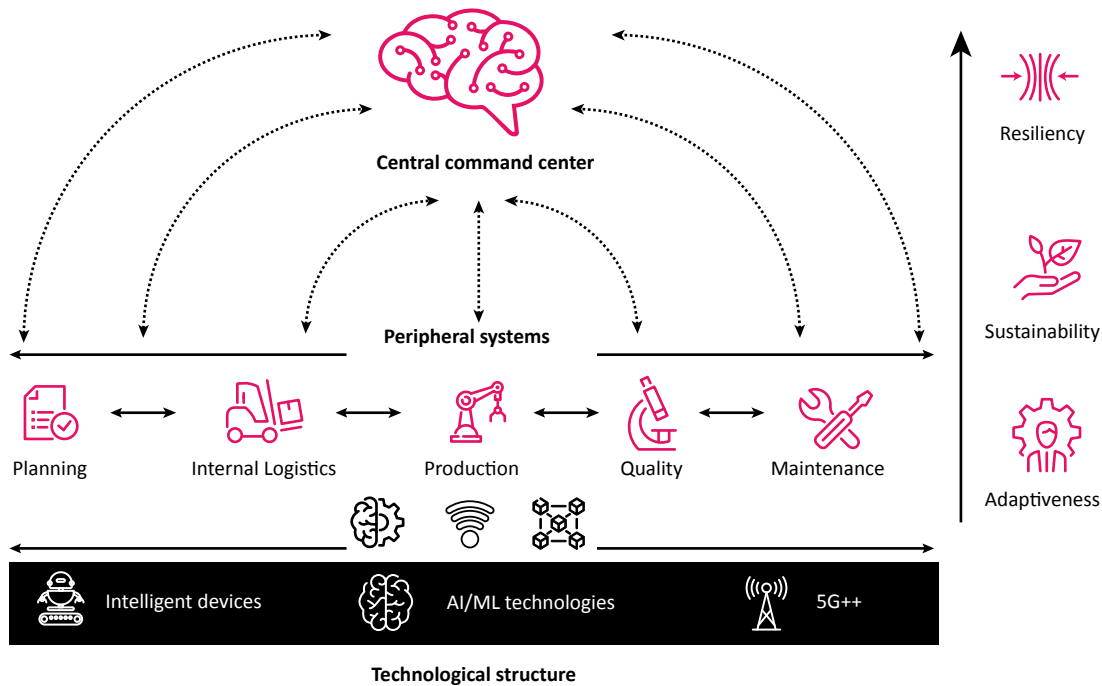 Central command center
Resiliency
Sustainability
Adaptiveness
Peripheral systems
Planning
Internal Logistics
Production
Quality
Maintenance
Intelligent devices
AI/ML technologies
5G++
Technological structure